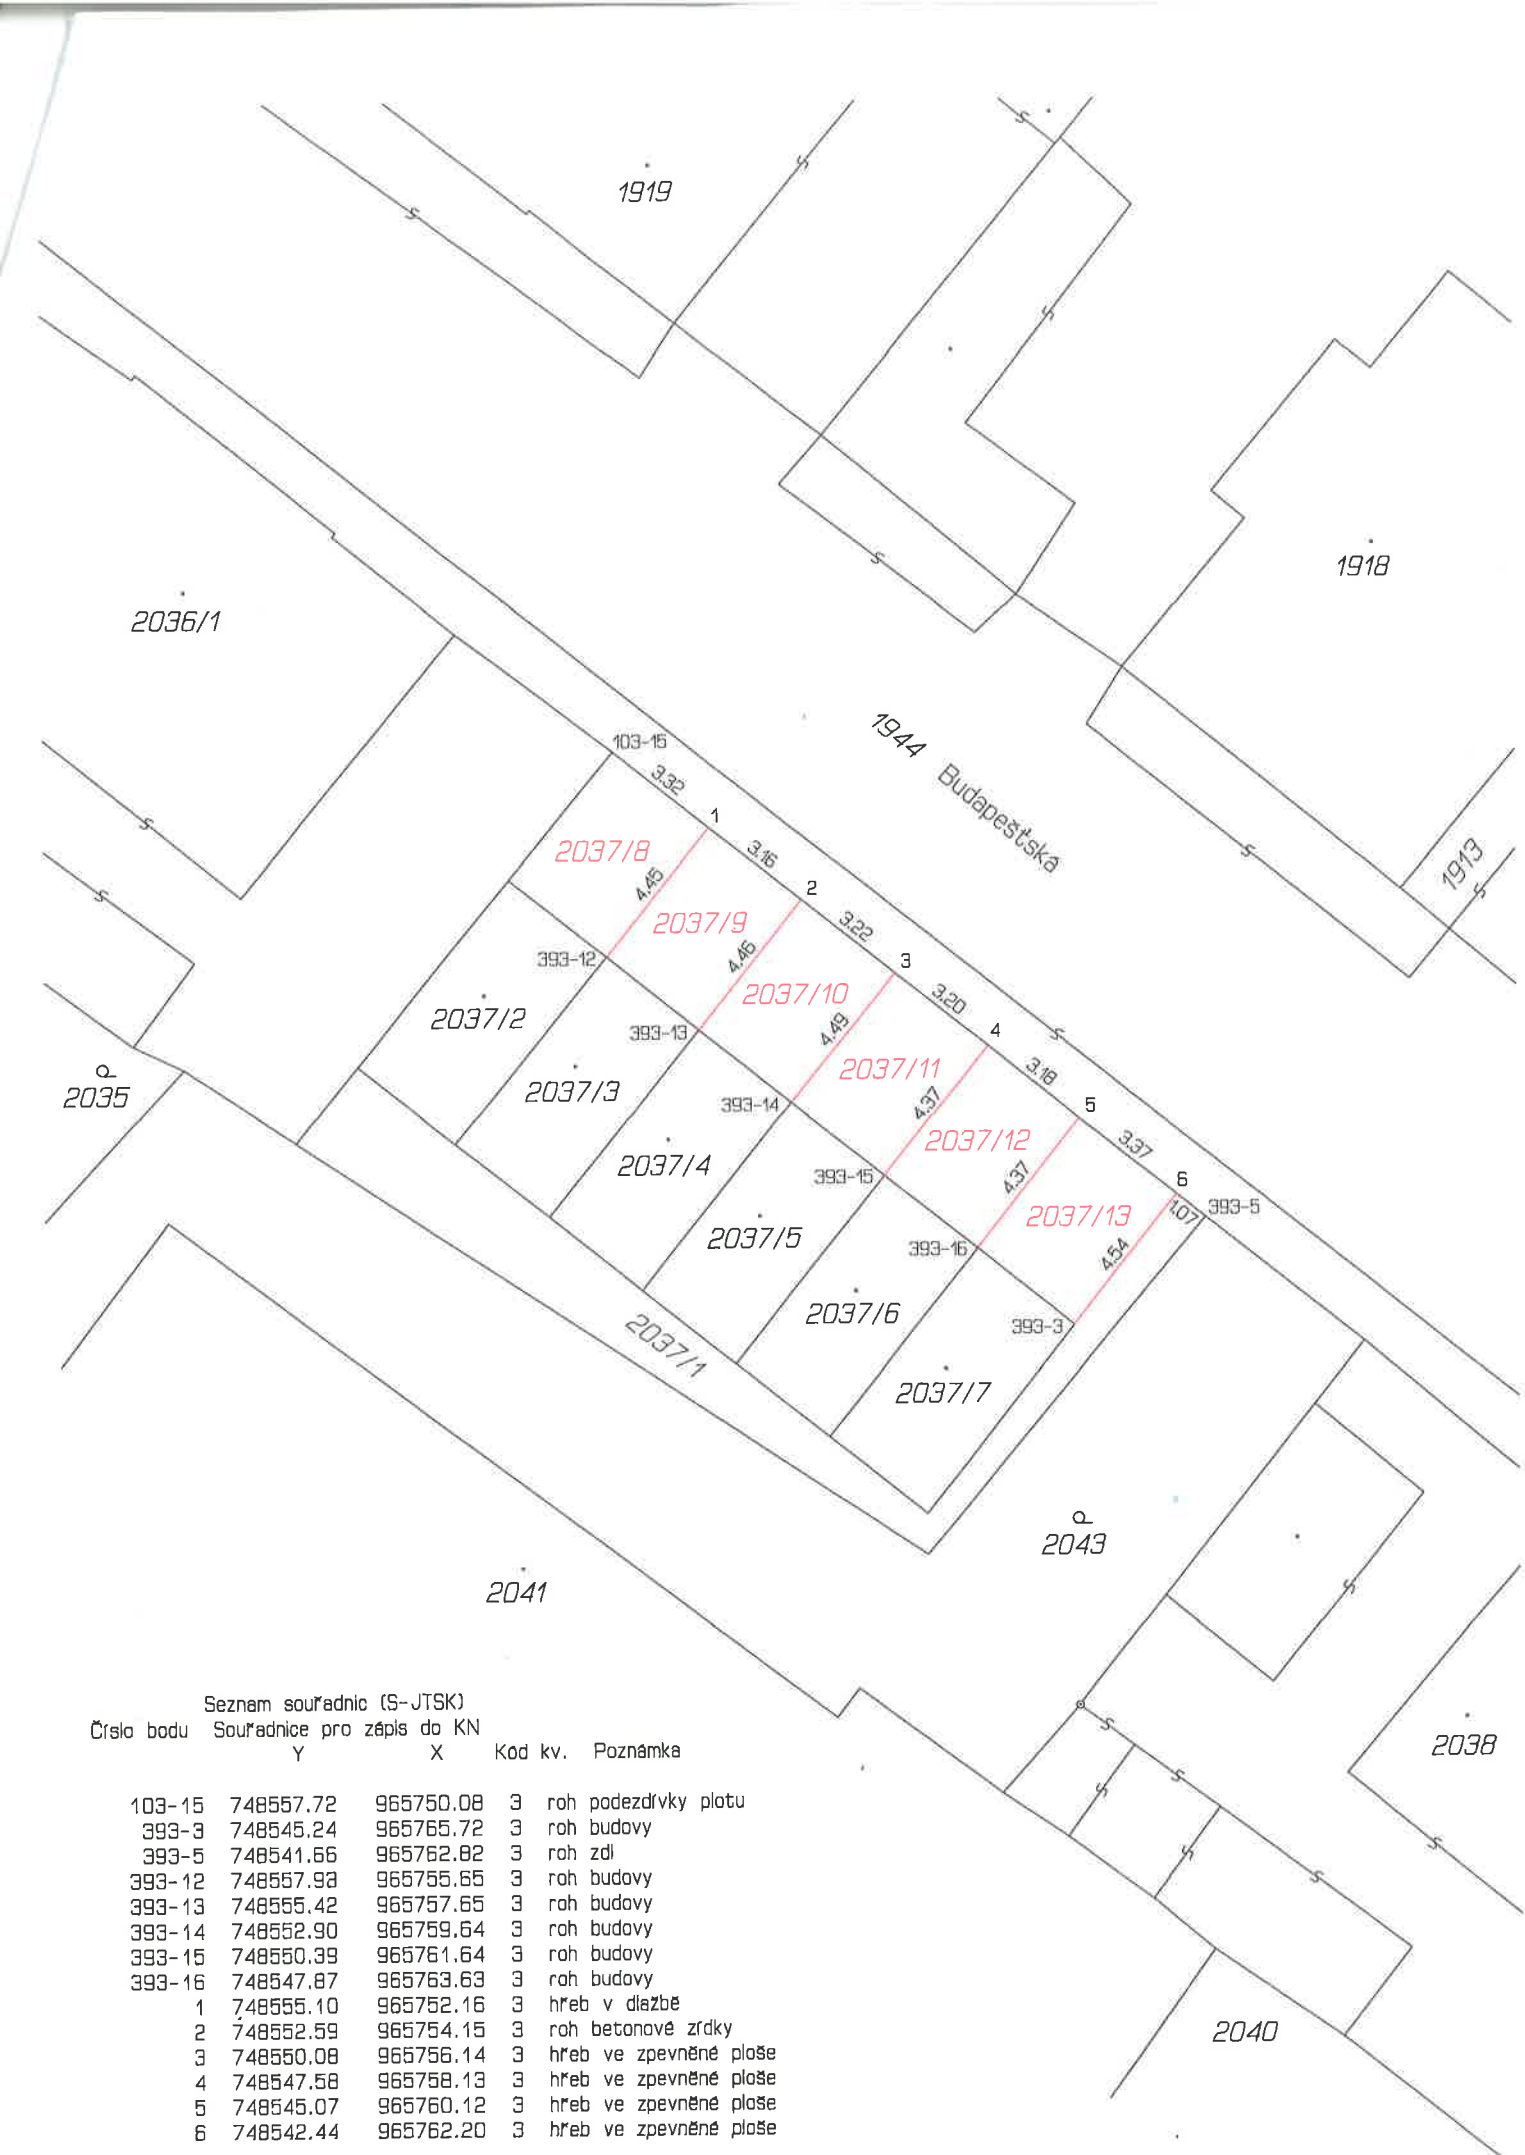 1919
1918
2036/1
1944 Budapešťská
1913
103-15
3.32
1
2037/8
4.45
3.16
2
2037/9
4.46
3.22
3
393-12
2037/10
4.49
3.20
4
2037/2
393-13
2037/11
4.37
3.18
5
2035
2037/3
393-14
2037/12
4.37
3.37
6
2037/4
393-15
2037/13
1.07
393-5
4.54
2037/5
393-16
2037/6
393-3
2037/1
2037/7
2043
2041
2038
2040
Seznam souřadnic (S-JTSK)
Číslo bodu Souřadnice pro zápis do KN
Y X Kód kv. Poznámka
103-15 748557.72 965750.08 3 roh podezdívky plotu
393-3 748545.24 965765.72 3 roh budovy
393-5 748541.66 965762.82 3 roh zdi
393-12 748557.93 965755.65 3 roh budovy
393-13 748555.42 965757.65 3 roh budovy
393-14 748552.90 965759.64 3 roh budovy
393-15 748550.39 965761.64 3 roh budovy
393-16 748547.87 965763.63 3 roh budovy
1 748555.10 965752.16 3 hřeb v dlažbě
2 748552.59 965754.15 3 roh betonové zídky
3 748550.08 965756.14 3 hřeb ve zpevněné ploše
4 748547.58 965758.13 3 hřeb ve zpevněné ploše
5 748545.07 965760.12 3 hřeb ve zpevněné ploše
6 748542.44 965762.20 3 hřeb ve zpevněné ploše